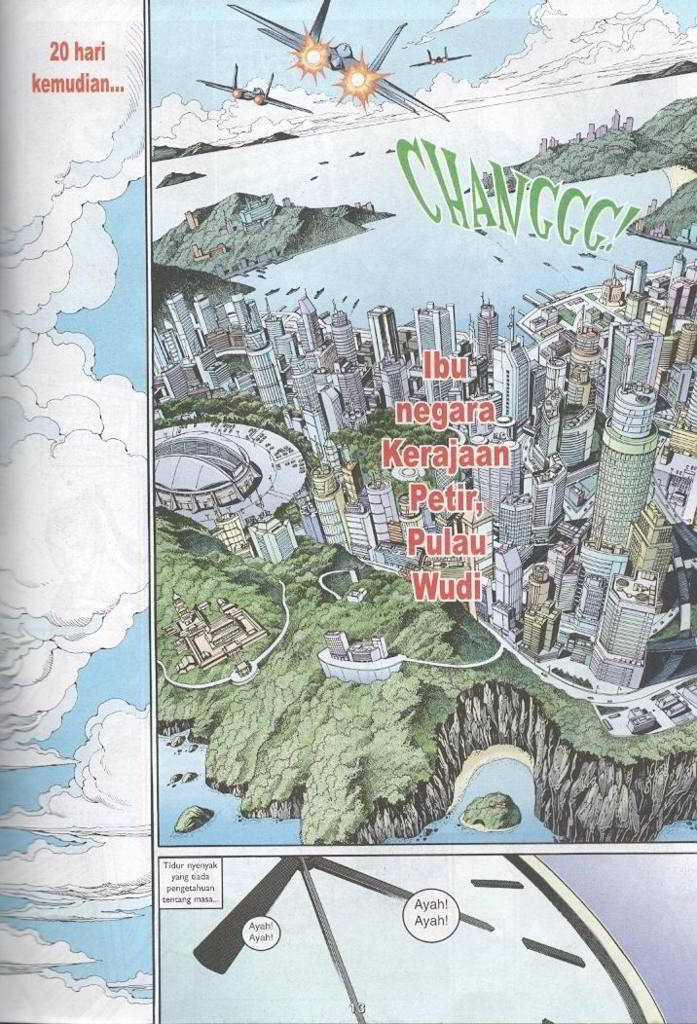 20 hari
kemudian...
CHANGGG!
Ibu
negara
Kerajaan
Petir,
Pulau
Wudi
Tidur nyenyak
yang tiada
pengetahuan
tentang masa...
Ayah!
Ayah!
Ayah!
Ayah!
13